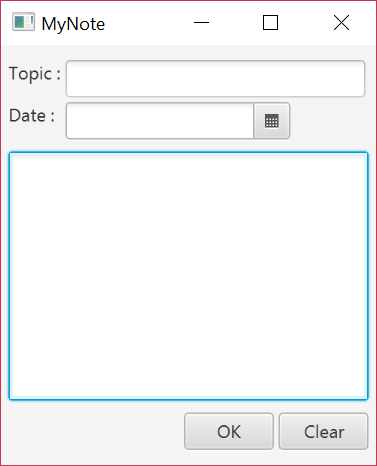 MyNote
Topic :
Date :
OK Clear